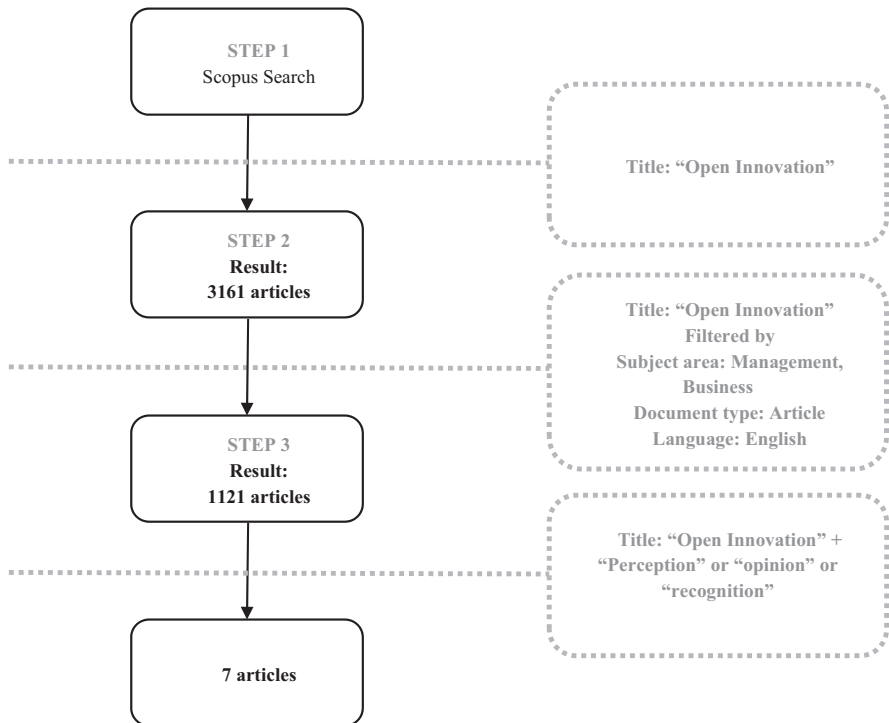 STEP 1
Scopus Search
Title: “Open Innovation”
STEP 2
Result:
3161 articles
Title: “Open Innovation”
Filtered by
Subject area: Management,
Business
Document type: Article
Language: English
STEP 3
Result:
1121 articles
Title: “Open Innovation” +
“Perception” or “opinion” or
“recognition”
7 articles